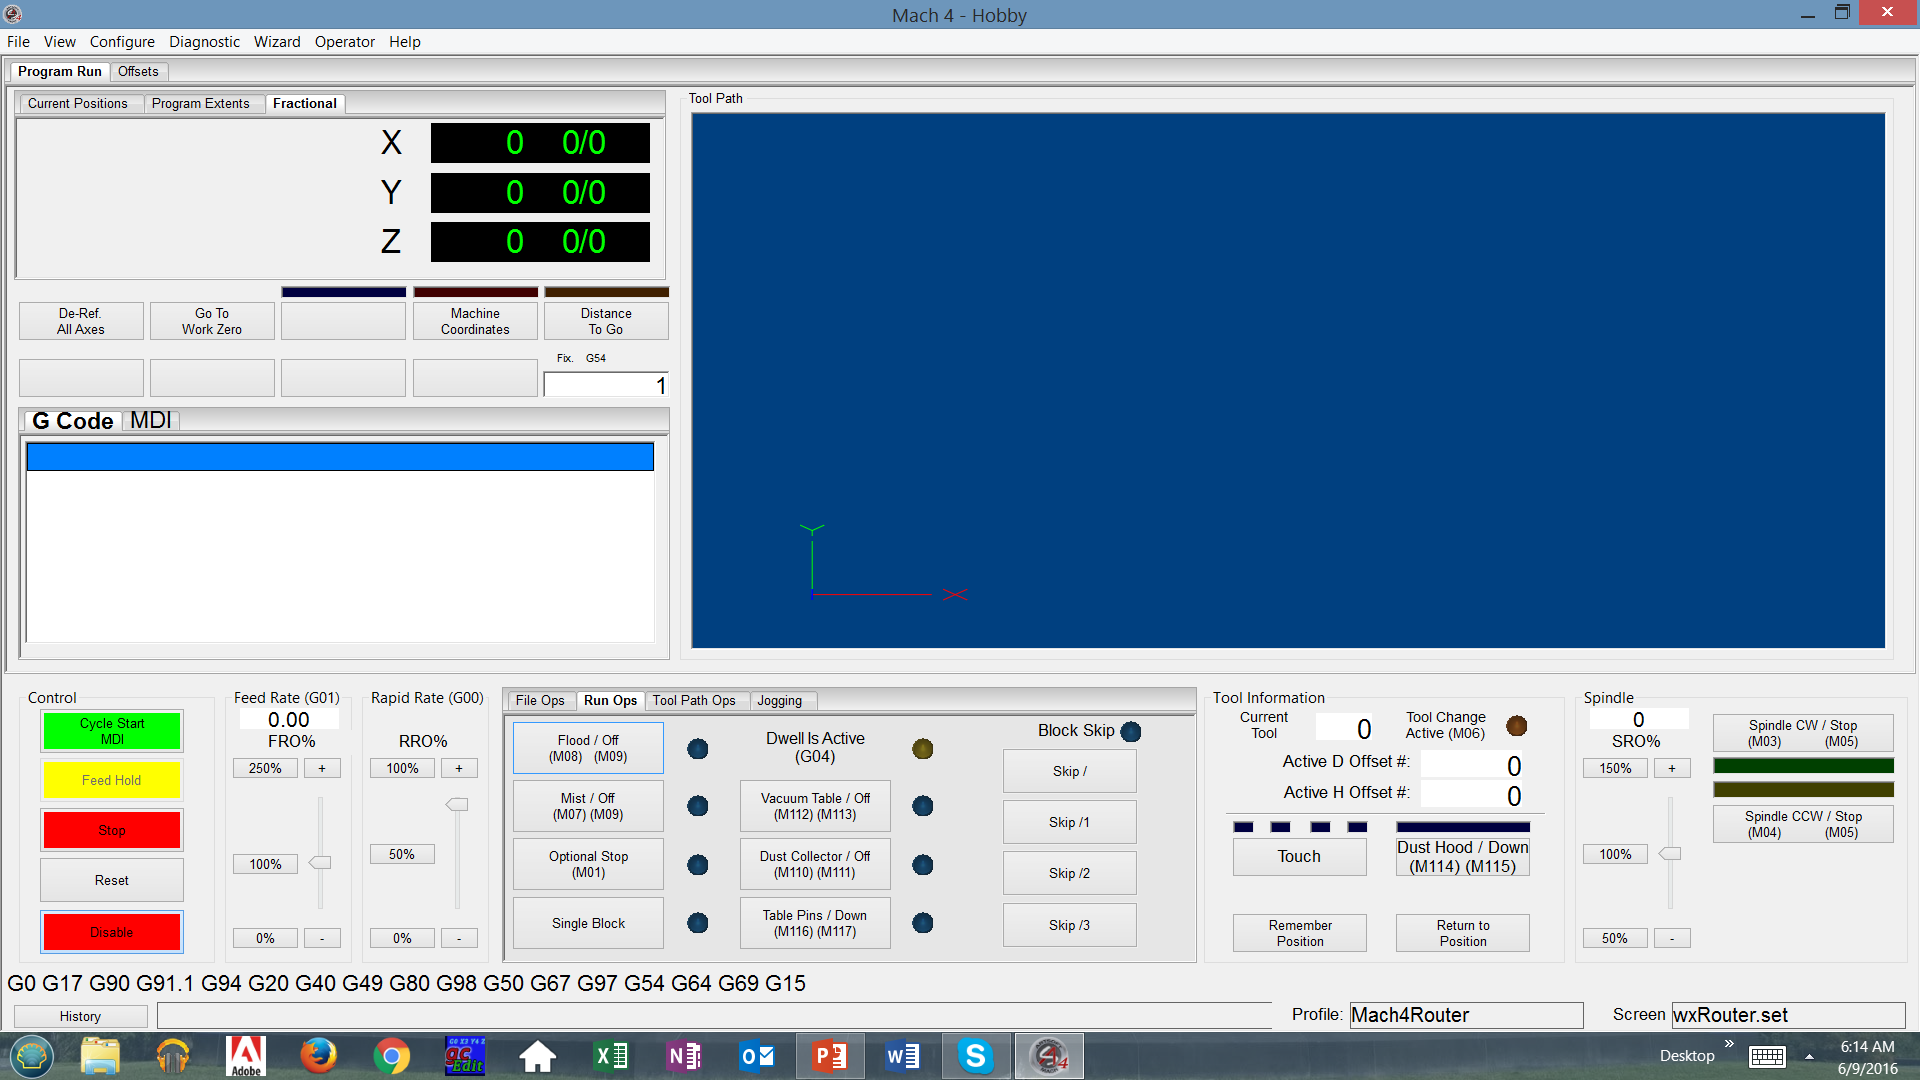 Mach 4 - Hobby
File View Configure Diagnostic Wizard Operator Help
Program Run Offsets
Current Positions Program Extents Fractional
X 0 0/0
Y 0 0/0
Z 0 0/0
De-Ref.
All Axes
Go To
Work Zero
Machine
Coordinates
Distance
To Go
Fix. G54
1
G Code MDI
Tool Path
Control
Cycle Start
MDI
Feed Hold
Stop
Reset
Disable
Feed Rate (G01)
0.00
FRO%
250% +
100%
0% -
Rapid Rate (G00)
RRO%
100% +
50%
0% -
File Ops Run Ops Tool Path Ops Jogging
Flood / Off
(M08) (M09)
Mist / Off
(M07) (M09)
Optional Stop
(M01)
Single Block
Dwell Is Active
(G04)
Vacuum Table / Off
(M112) (M113)
Dust Collector / Off
(M110) (M111)
Table Pins / Down
(M116) (M117)
Block Skip
Skip /
Skip /1
Skip /2
Skip /3
Tool Information
Current
Tool
0
Tool Change
Active (M06)
Active D Offset #: 0
Active H Offset #: 0
Touch
Dust Hood / Down
(M114) (M115)
Remember
Position
Return to
Position
Spindle
0
SRO%
150% +
100%
50% -
Spindle CW / Stop
(M03) (M05)
Spindle CCW / Stop
(M04) (M05)
G0 G17 G90 G91.1 G94 G20 G40 G49 G80 G98 G50 G67 G97 G54 G64 G69 G15
History
Profile: Mach4Router
Screen wxRouter.set
Adobe
G0 X3 Y4 Z
gc
Edit
Desktop
6:14 AM
6/9/2016